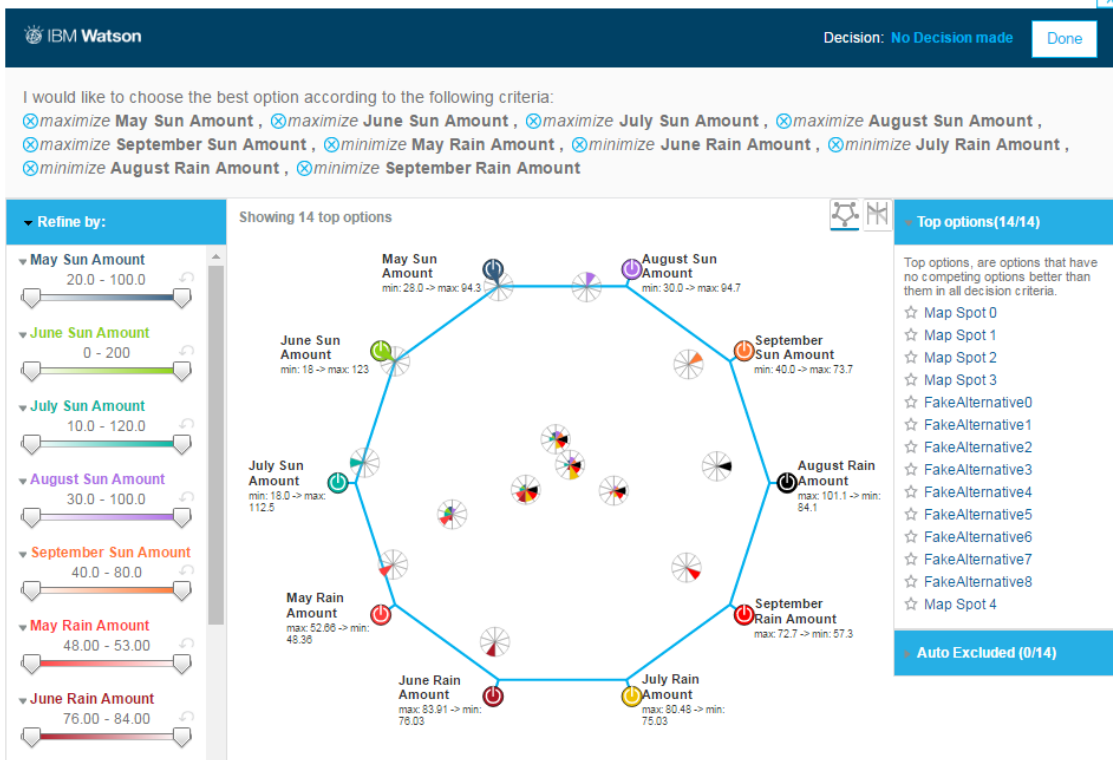 IBM Watson
Decision: No Decision made
Done
I would like to choose the best option according to the following criteria:
maximize May Sun Amount , maximize June Sun Amount , maximize July Sun Amount , maximize August Sun Amount ,
maximize September Sun Amount , minimize May Rain Amount , minimize June Rain Amount , minimize July Rain Amount ,
minimize August Rain Amount , minimize September Rain Amount
Refine by:
May Sun Amount
20.0 - 100.0
June Sun Amount
0 - 200
July Sun Amount
10.0 - 120.0
August Sun Amount
30.0 - 100.0
September Sun Amount
40.0 - 80.0
May Rain Amount
48.00 - 53.00
June Rain Amount
76.00 - 84.00
Showing 14 top options
May Sun
Amount
min: 28.0 -> max: 94.3
August Sun
Amount
min: 30.0 -> max: 94.7
June Sun
Amount
min: 18 -> max: 123
September
Sun Amount
min: 40.0 -> max: 73.7
July Sun
Amount
min: 18.0 -> max:
112.5
August Rain
Amount
max: 101.1 -> min:
84.1
May Rain
Amount
max: 52.66 -> min:
48.36
September
Rain Amount
max: 72.7 -> min: 57.3
June Rain
Amount
max: 83.91 -> min:
76.03
July Rain
Amount
max: 80.48 -> min:
75.03
Top options(14/14)
Top options, are options that have
no competing options better than
them in all decision criteria.
Map Spot 0
Map Spot 1
Map Spot 2
Map Spot 3
FakeAlternative0
FakeAlternative1
FakeAlternative2
FakeAlternative3
FakeAlternative4
FakeAlternative5
FakeAlternative6
FakeAlternative7
FakeAlternative8
Map Spot 4
Auto Excluded (0/14)